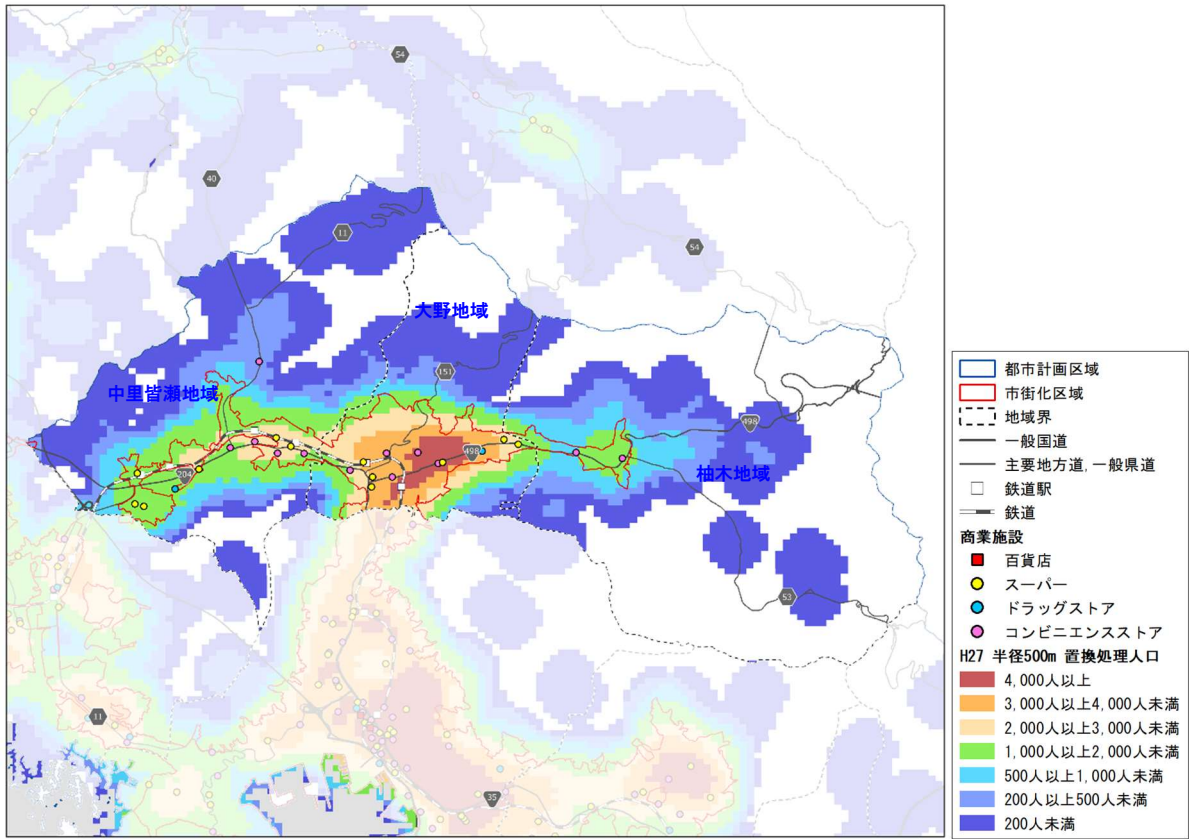 54
40
11
54
大野地域
151
中里皆瀬地域
498
498
204
柚木地域
53
11
35
都市計画区域
市街化区域
地域界
一般国道
主要地方道,一般県道
鉄道駅
鉄道
商業施設
百貨店
スーパー
ドラッグストア
コンビニエンスストア
H27 半径500m 置換処理人口
4,000人以上
3,000人以上4,000人未満
2,000人以上3,000人未満
1,000人以上2,000人未満
500人以上1,000人未満
200人以上500人未満
200人未満